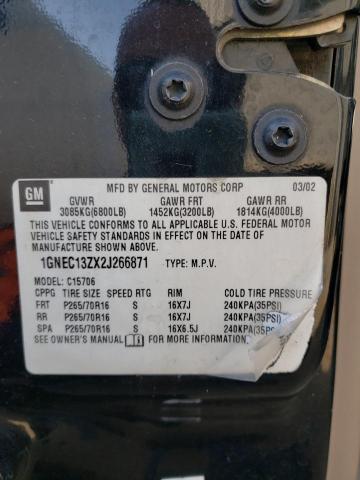 GM
MFD BY GENERAL MOTORS CORP 03/02
GVWR GAWR FRT GAWR RR
3085KG(6800LB) 1452KG(3200LB) 1814KG(4000LB)
THIS VEHICLE CONFORMS TO ALL APPLICABLE U.S. FEDERAL MOTOR
VEHICLE SAFETY STANDARDS IN EFFECT ON THE DATE OF
MANUFACTURE SHOWN ABOVE.
1GNEC13ZX2J266871 TYPE: M.P.V.
MODEL: C15706
CPPG TIRE SIZE SPEED RTG RIM COLD TIRE PRESSURE
FRT P265/70R16 S 16X7J 240KPA(35PSI)
RR P265/70R16 S 16X7J 240KPA(35PSI)
SPA P265/70R16 S 16X6.5J 240KPA(35PSI)
SEE OWNER'S MANUAL FOR MORE INFORMATION